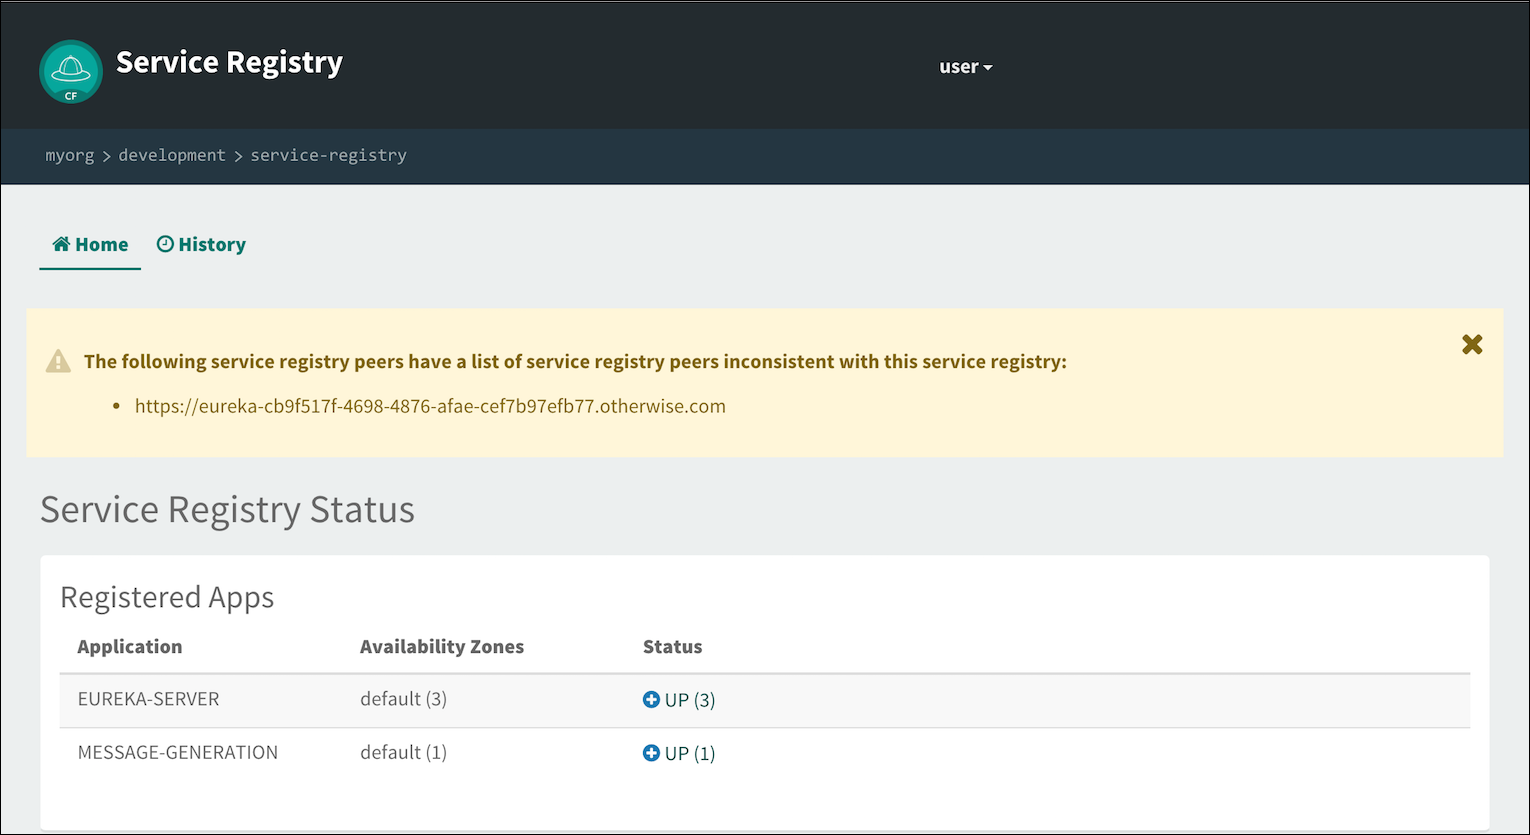 Service Registry
CF
user
myorg > development > service-registry
Home
History
The following service registry peers have a list of service registry peers inconsistent with this service registry:
• https://eureka-cb9f517f-4698-4876-afae-cef7b97efb77.otherwise.com
Service Registry Status
Registered Apps
Application Availability Zones Status
EUREKA-SERVER default (3) UP (3)
MESSAGE-GENERATION default (1) UP (1)